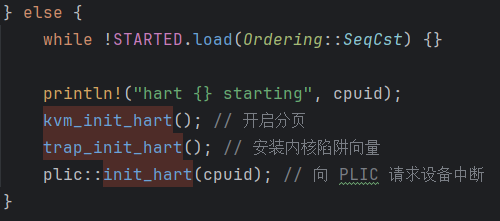 } else {
while !STARTED.load(Ordering::SeqCst) {}
println!("hart {} starting", cpuid);
kvm_init_hart(); // 开启分页
trap_init_hart(); // 安装内核陷阱向量
plic::init_hart(cpuid); // 向 PLIC 请求设备中断
}